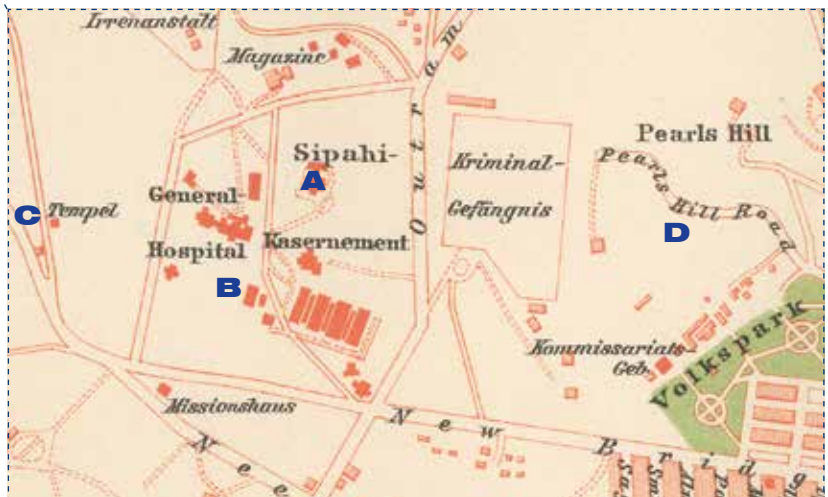 Irrenanstalt
Magazine
Outram
Sipahi-
A
Kasernement
Kriminal-
Gefängnis
Pearls Hill
Pearls Hill Road
D
C
Tempel
General-
Hospital
B
Kommissariats-
Geb.
Volkspark
Missionshaus
New Bridg
Nee